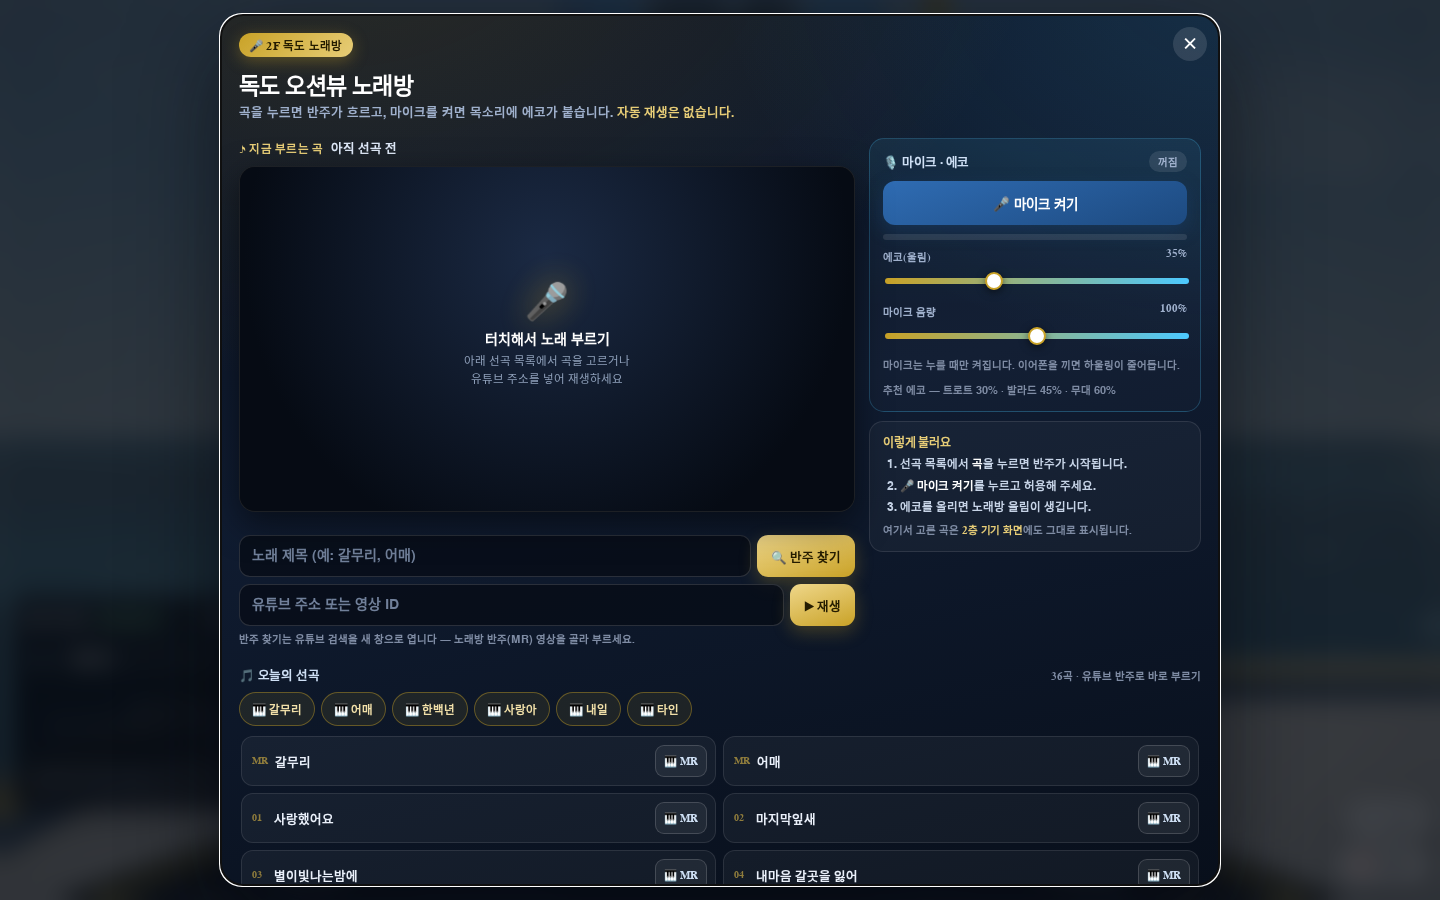 🎤 2F 독도 노래방
독도 오션뷰 노래방
곡을 누르면 반주가 흐르고, 마이크를 켜면 목소리에 에코가 붙습니다. 자동 재생은 없습니다.
♪ 지금 부르는 곡 아직 선곡 전
🎤
터치해서 노래 부르기
아래 선곡 목록에서 곡을 고르거나
유튜브 주소를 넣어 재생하세요
노래 제목 (예: 갈무리, 어매)
🔍 반주 찾기
유튜브 주소 또는 영상 ID
▶ 재생
반주 찾기는 유튜브 검색을 새 창으로 엽니다 — 노래방 반주(MR) 영상을 골라 부르세요.
🎙️ 마이크 · 에코
꺼짐
🎤 마이크 켜기
에코(울림)
35%
마이크 음량
100%
마이크는 누를 때만 켜집니다. 이어폰을 끼면 하울링이 줄어듭니다.
추천 에코 — 트로트 30% · 발라드 45% · 무대 60%
이렇게 불러요
1. 선곡 목록에서 곡을 누르면 반주가 시작됩니다.
2. 🎤 마이크 켜기를 누르고 허용해 주세요.
3. 에코를 올리면 노래방 울림이 생깁니다.
여기서 고른 곡은 2층 기기 화면에도 그대로 표시됩니다.
🎵 오늘의 선곡
36곡 · 유튜브 반주로 바로 부르기
🎹 갈무리
🎹 어매
🎹 한백년
🎹 사랑아
🎹 내일
🎹 타인
MR 갈무리 🎹 MR
MR 어매 🎹 MR
01 사랑했어요 🎹 MR
02 마지막잎새 🎹 MR
03 별이빛나는밤에 🎹 MR
04 내마음 갈곳을 잃어 🎹 MR